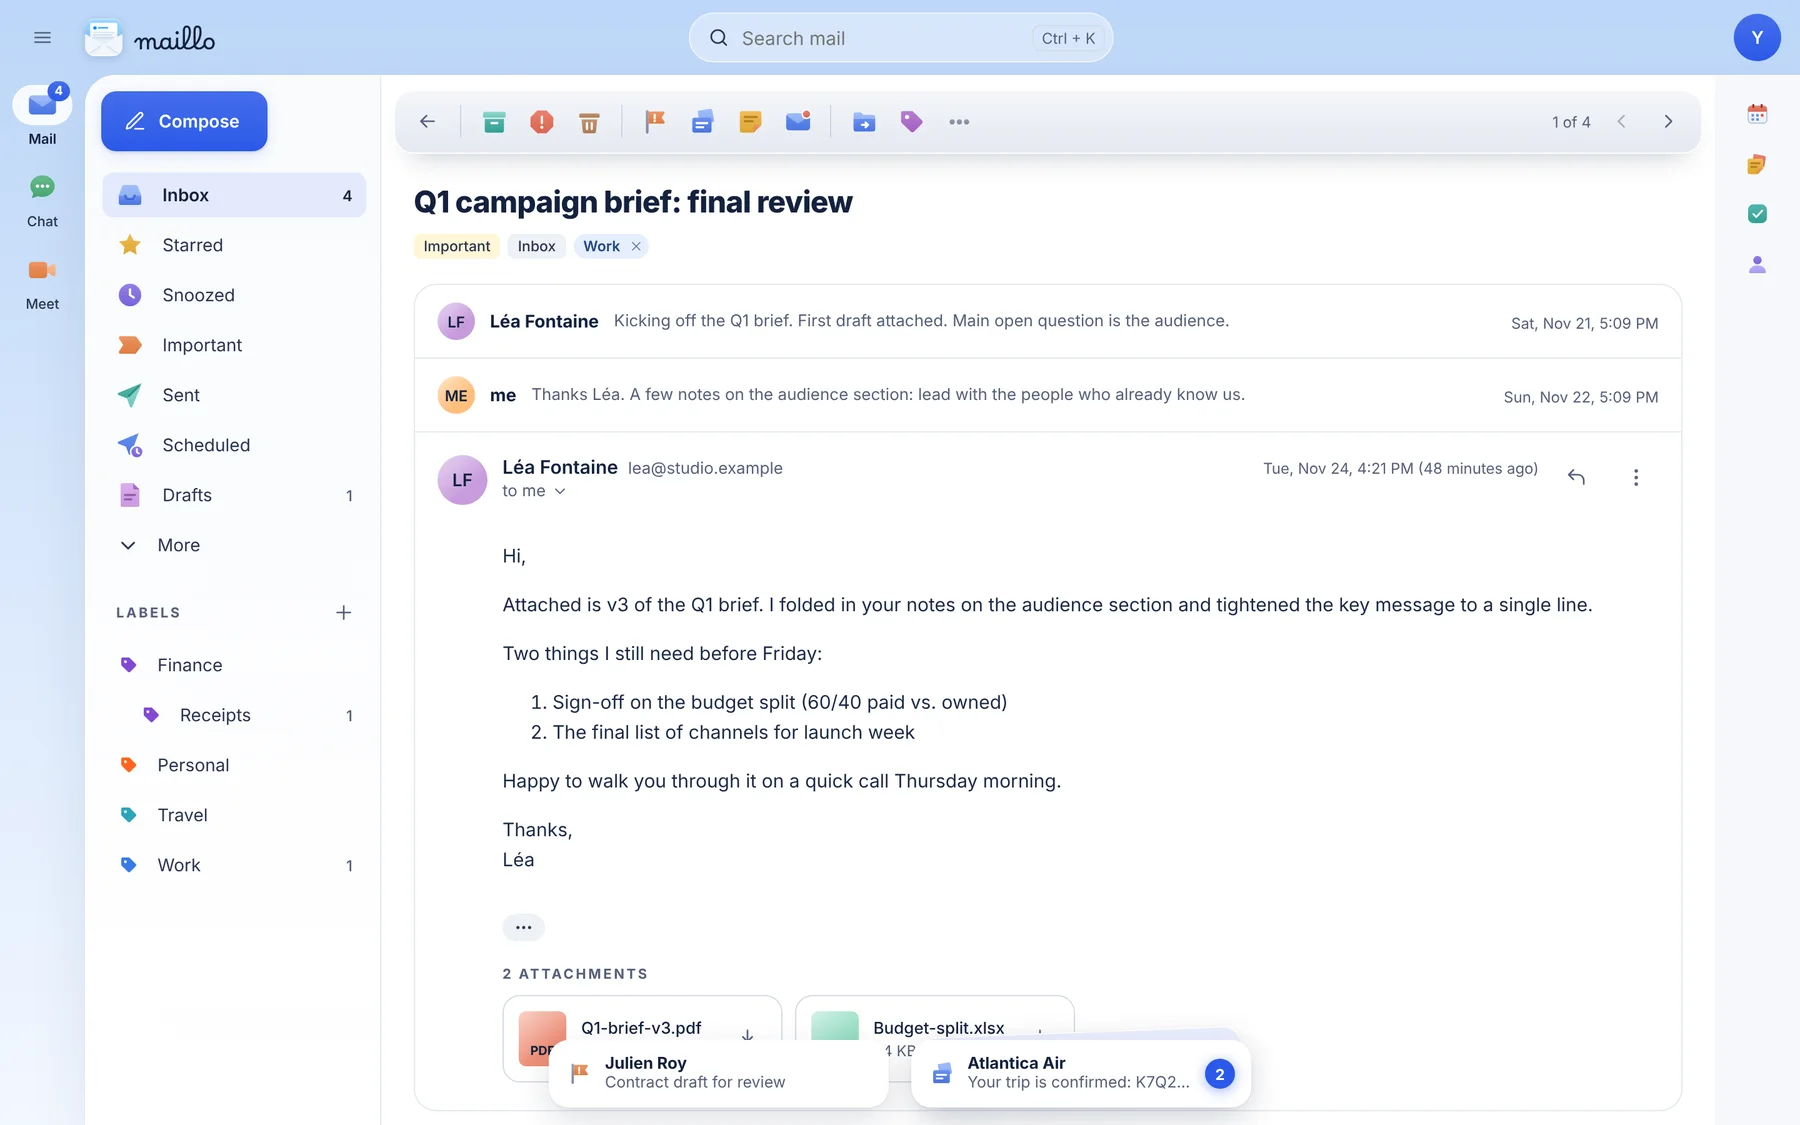 maillo
Search mail
Ctrl + K
Y
4
Mail
Chat
Meet
Compose
Inbox 4
Starred
Snoozed
Important
Sent
Scheduled
Drafts 1
More
LABELS
Finance
Receipts 1
Personal
Travel
Work 1
1 of 4
Q1 campaign brief: final review
Important Inbox Work
LF Léa Fontaine Kicking off the Q1 brief. First draft attached. Main open question is the audience. Sat, Nov 21, 5:09 PM
ME me Thanks Léa. A few notes on the audience section: lead with the people who already know us. Sun, Nov 22, 5:09 PM
LF Léa Fontaine lea@studio.example Tue, Nov 24, 4:21 PM (48 minutes ago)
to me
Hi,
Attached is v3 of the Q1 brief. I folded in your notes on the audience section and tightened the key message to a single line.
Two things I still need before Friday:
1. Sign-off on the budget split (60/40 paid vs. owned)
2. The final list of channels for launch week
Happy to walk you through it on a quick call Thursday morning.
Thanks,
Léa
2 ATTACHMENTS
PDF Q1-brief-v3.pdf
Budget-split.xlsx
4 KB
Julien Roy
Contract draft for review
Atlantica Air
Your trip is confirmed: K7Q2...
2